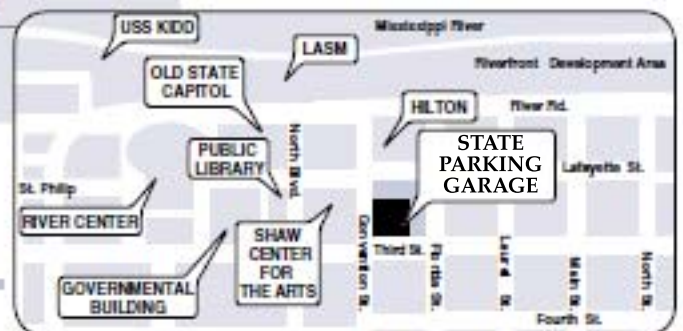 USS KIDD
Mississippi River
LASM
Riverfront Development Area
OLD STATE
CAPITOL
HILTON
River Rd.
North Blvd.
STATE
PARKING
GARAGE
PUBLIC
LIBRARY
Lafayette St.
St. Philip
RIVER CENTER
SHAW
CENTER
FOR
THE ARTS
Convention St.
Third St.
Florida St.
Laurel St.
Main St.
North St.
GOVERNMENTAL
BUILDING
Fourth St.